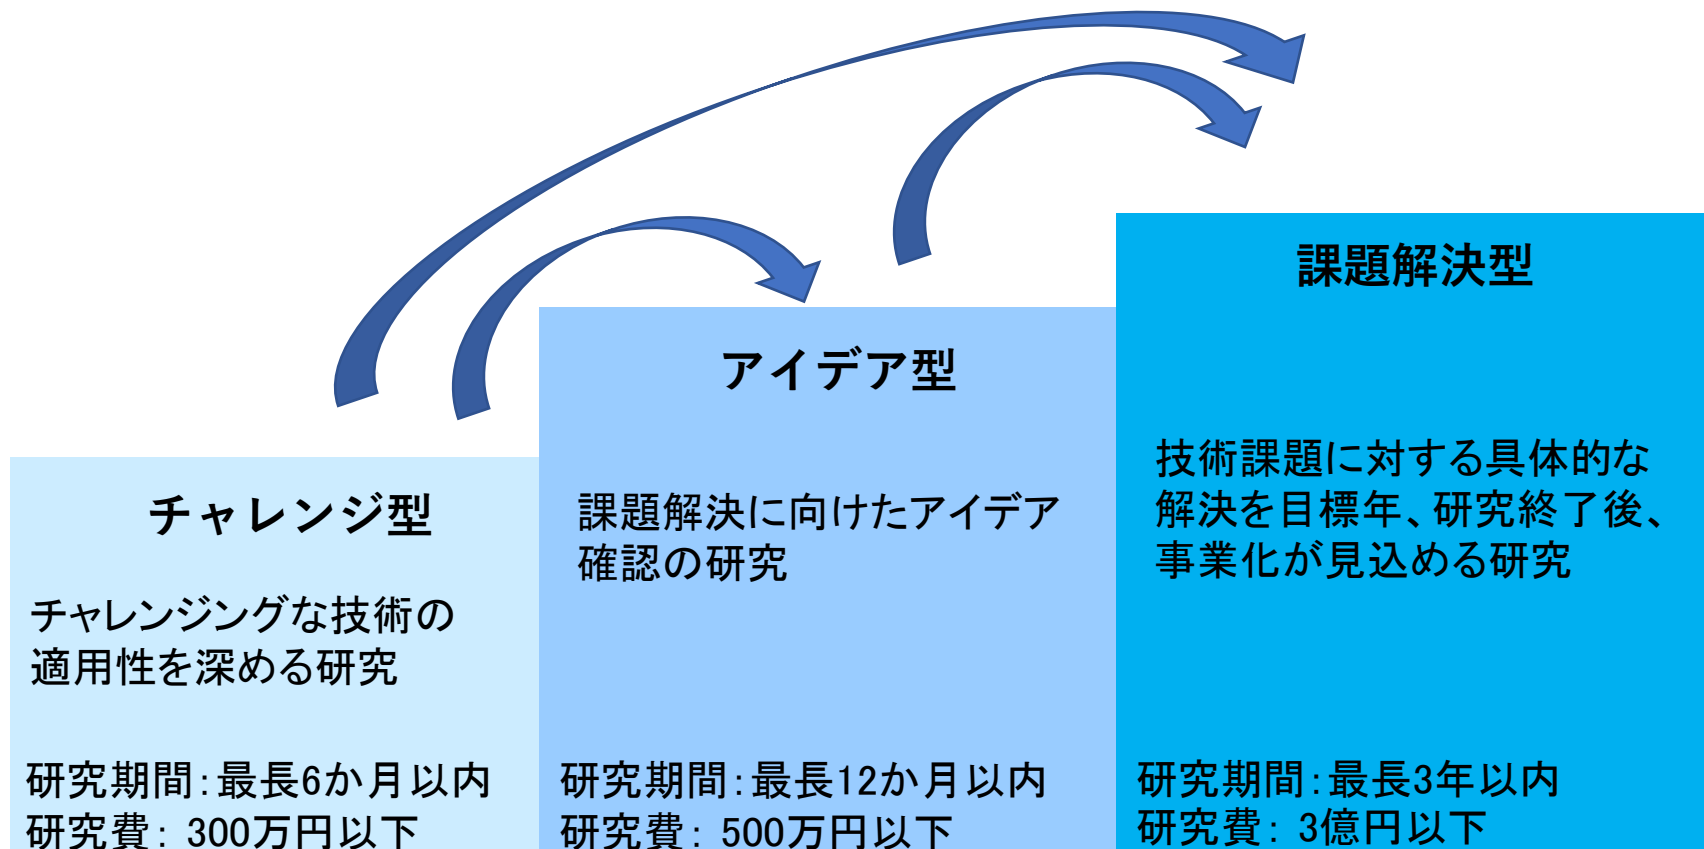 チャレンジ型
チャレンジングな技術の
適用性を深める研究
研究期間：最長6か月以内
研究費： 300万円以下
アイデア型
課題解決に向けたアイデア
確認の研究
研究期間：最長12か月以内
研究費： 500万円以下
課題解決型
技術課題に対する具体的な
解決を目標年、研究終了後、
事業化が見込める研究
研究期間：最長3年以内
研究費： 3億円以下